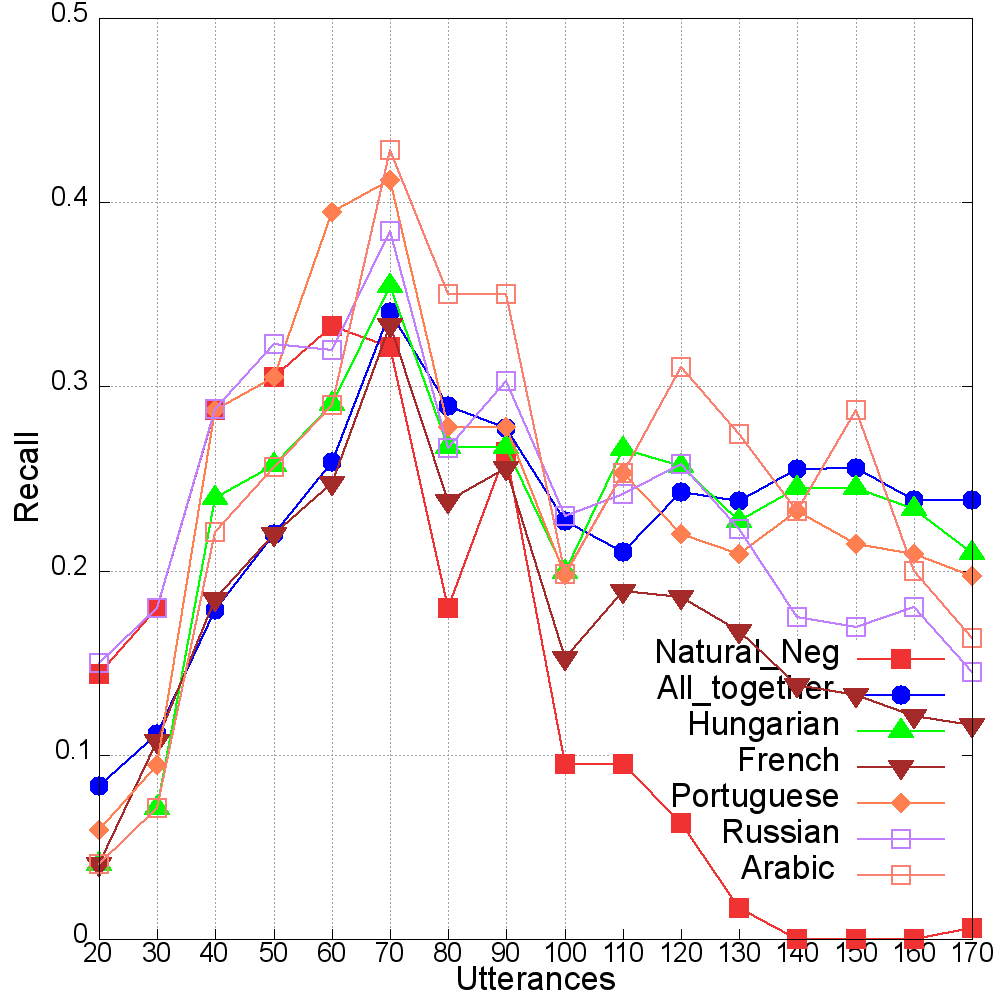 0.5
0.4
0.3
0.2
0.1
0
Recall
Natural_Neg
All_together
Hungarian
French
Portuguese
Russian
Arabic
20 30 40 50 60 70 80 90 100 110 120 130 140 150 160 170
Utterances